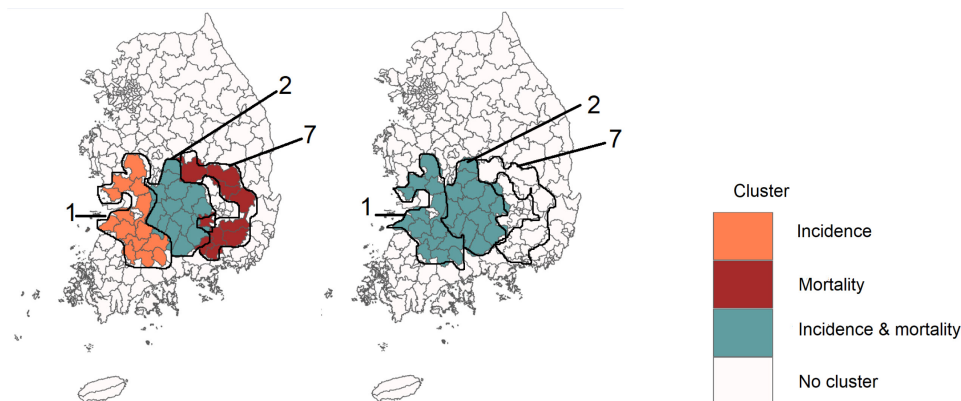 2
7
1
2
7
1
Cluster
Incidence
Mortality
Incidence & mortality
No cluster